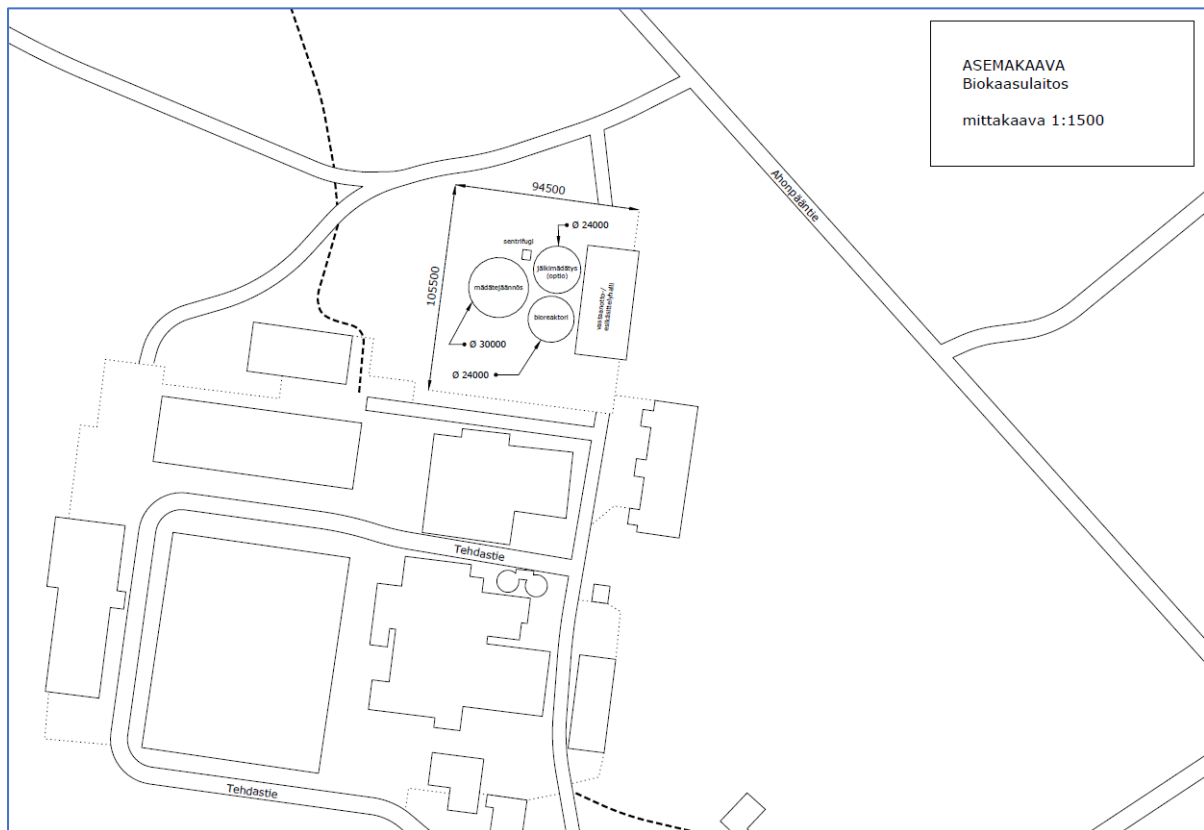 ASEMAKAAVA
Biokaasulaitos
mittakaava 1:1500
Ahonpääntie
94500
105500
Ø 24000
sentrifugi
jälkimädätys
(optio)
mädätejäännös
bioreaktori
vastaanotto-/
esikäsittelyhalli
Ø 30000
Ø 24000
Tehdastie
Tehdastie